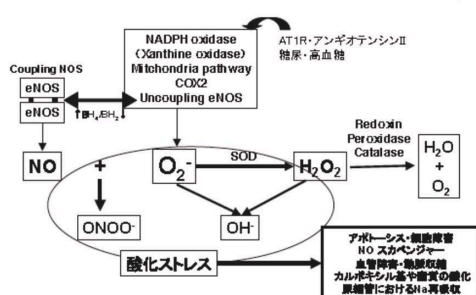 NADPH oxidase
(Xanthine oxidase)
Mitchondria pathway
COX2
Uncoupling eNOS
AT1R・アンギオテンシンII
糖尿・高血糖
Coupling NOS
eNOS
eNOS
BH₄/BH₂
NO
+
O₂⁻
SOD
H₂O₂
Redoxin
Peroxidase
Catalase
H₂O
+
O₂
ONOO⁻
OH⁻
酸化ストレス
アポトーシス・細胞障害
NO スカベンジャー
血管障害・動脈収縮
カルボキシル基や糖質の酸化
尿細管におけるNa再吸収